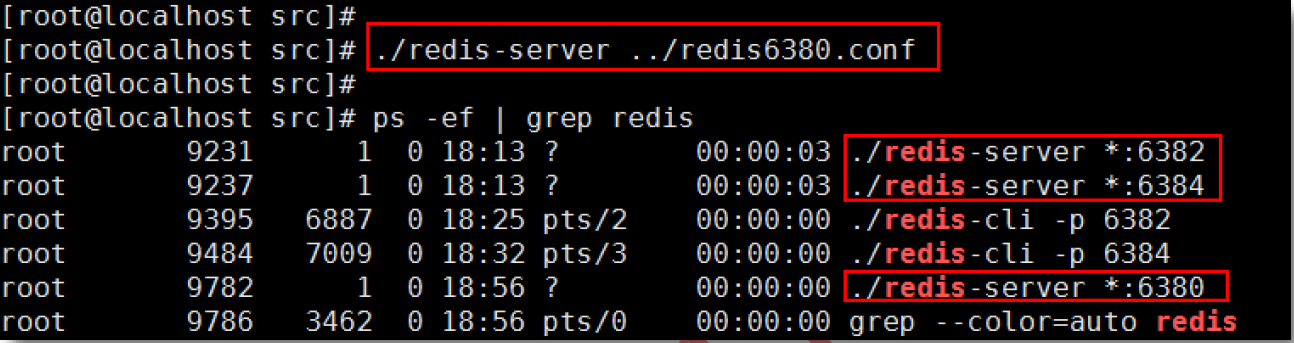 [root@localhost src]#
[root@localhost src]# ./redis-server ../redis6380.conf
[root@localhost src]#
[root@localhost src]# ps -ef | grep redis
root 9231 1 0 18:13 ? 00:00:03 ./redis-server *:6382
root 9237 1 0 18:13 ? 00:00:03 ./redis-server *:6384
root 9395 6887 0 18:25 pts/2 00:00:00 ./redis-cli -p 6382
root 9484 7009 0 18:32 pts/3 00:00:00 ./redis-cli -p 6384
root 9782 1 0 18:56 ? 00:00:00 ./redis-server *:6380
root 9786 3462 0 18:56 pts/0 00:00:00 grep --color=auto redis